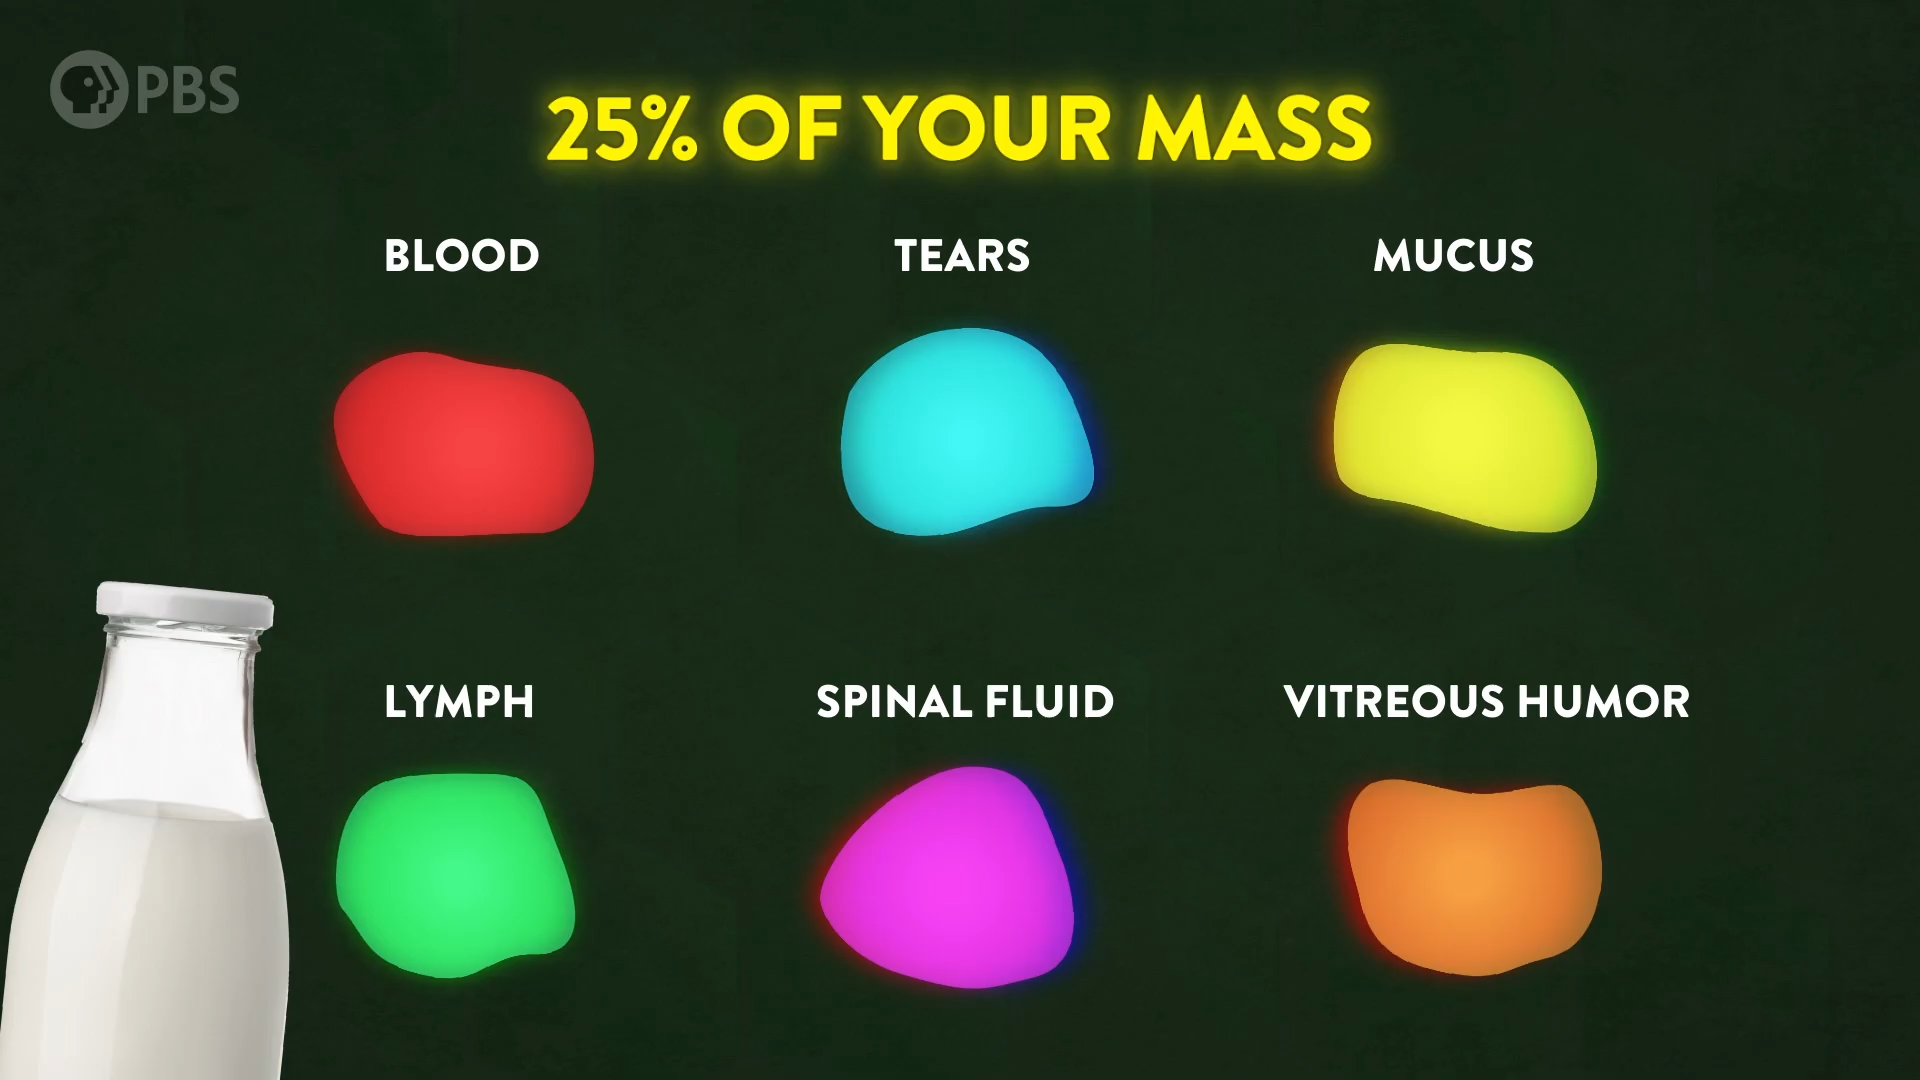 PBS
25% OF YOUR MASS
BLOOD
TEARS
MUCUS
LYMPH
SPINAL FLUID
VITREOUS HUMOR